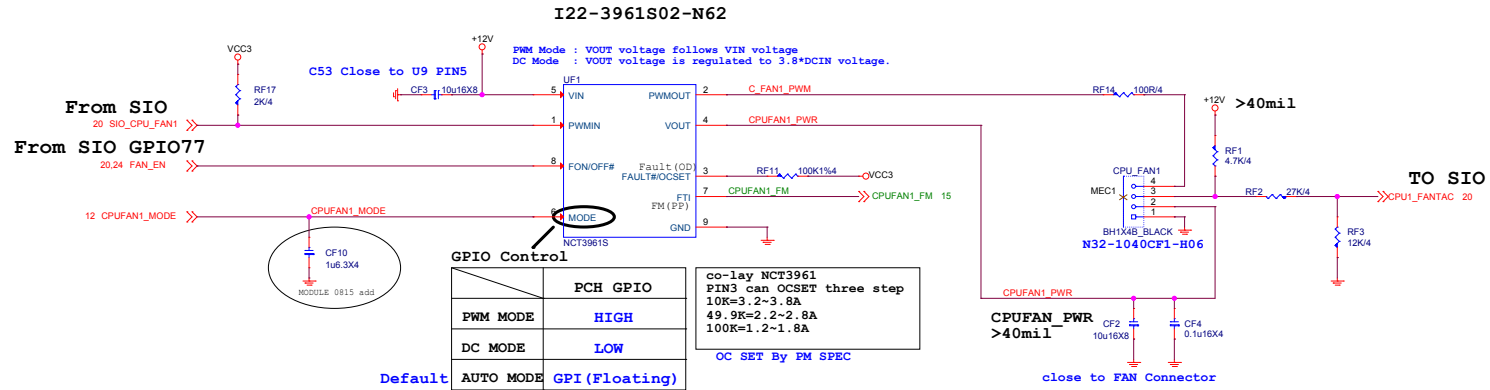 I22-3961S02-N62
+12V
PWM Mode : VOUT voltage follows VIN voltage
DC Mode : VOUT voltage is regulated to 3.8*DCIN voltage.
VCC3
C53 Close to U9 PIN5
RF17
2K/4
CF3
10u16X8
UF1
5
VIN
PWMOUT
2
C_FAN1_PWM
RF14
100R/4
From SIO
20 SIO_CPU_FAN1
1
PWMIN
VOUT
4
CPUFAN1_PWR
+12V
>40mil
From SIO GPIO77
20,24 FAN_EN
8
FON/OFF#
Fault(OD)
FAULT#/OCSET
3
RF11
100K1%4
VCC3
RF1
4.7K/4
CPU_FAN1
MEC1
4
3
2
1
BH1X4B_BLACK
N32-1040CF1-H06
FTI
FM(PP)
7
CPUFAN1_FM
CPUFAN1_FM 15
RF2
27K/4
TO SIO
CPU1_FANTAC 20
RF3
12K/4
12 CPUFAN1_MODE
CPUFAN1_MODE
6
MODE
GND
9
NCT3961S
CF10
1u6.3X4
MODULE 0815 add
GPIO Control
PCH GPIO
PWM MODE HIGH
DC MODE LOW
Default AUTO MODE GPI(Floating)
co-lay NCT3961
PIN3 can OCSET three step
10K=3.2~3.8A
49.9K=2.2~2.8A
100K=1.2~1.8A
OC SET By PM SPEC
CPUFAN1_PWR
CPUFAN_PWR
>40mil
CF2
10u16X8
CF4
0.1u16X4
close to FAN Connector